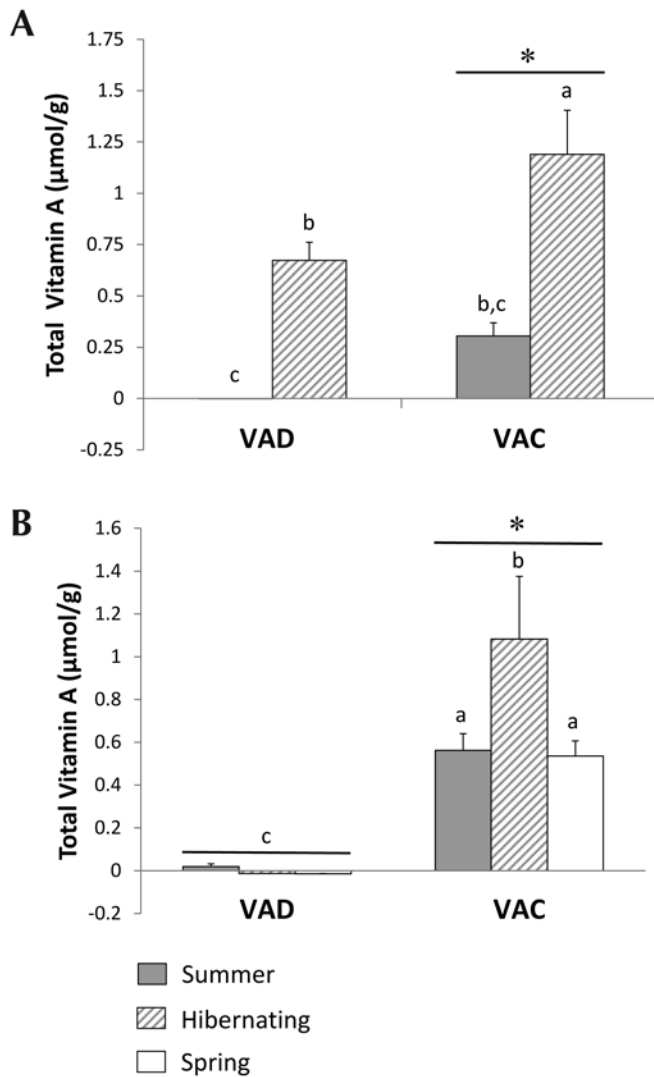 A
Total Vitamin A (μmol/g)
1.75
1.5
1.25
1
0.75
0.5
0.25
0
-0.25
c
b
b,c
a
*
VAD
VAC
B
Total Vitamin A (μmol/g)
1.6
1.4
1.2
1
0.8
0.6
0.4
0.2
0
-0.2
c
a
b
a
*
VAD
VAC
Summer
Hibernating
Spring